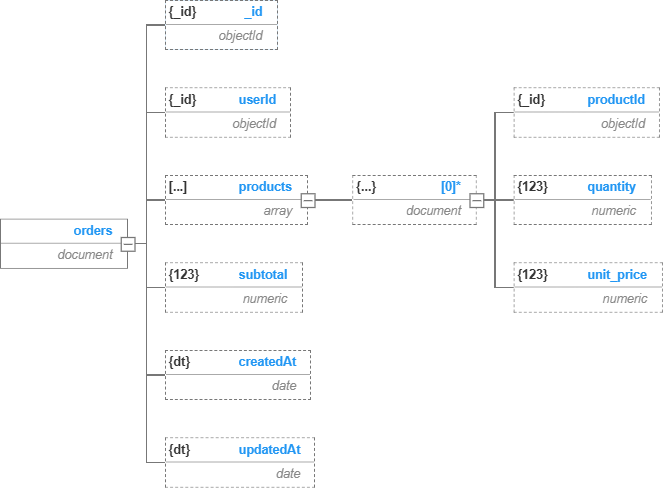 {_id} _id
objectId
{_id} userId
objectId
{_id} productId
objectId
[...] products
array
{...} [0]*
document
{123} quantity
numeric
orders
document
{123} subtotal
numeric
{123} unit_price
numeric
{dt} createdAt
date
{dt} updatedAt
date